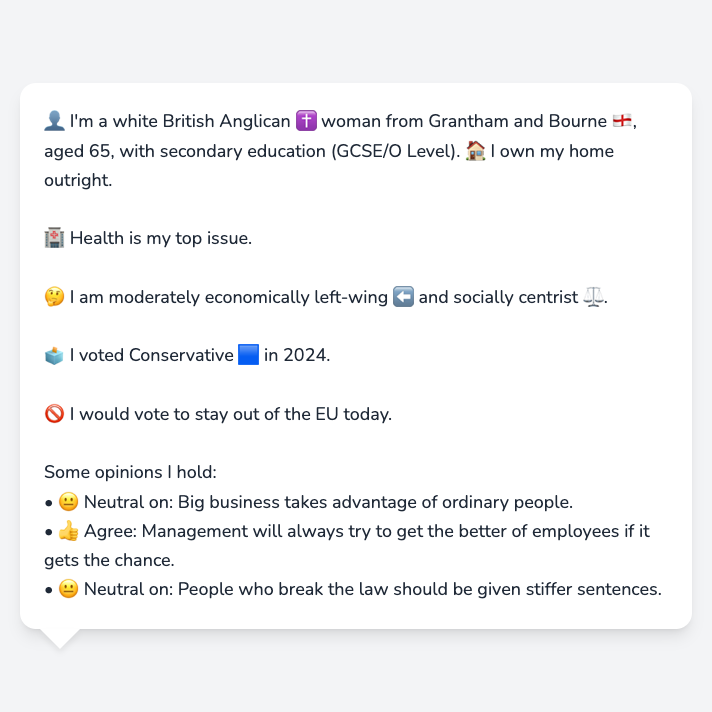 👤 I'm a white British Anglican ✝️ woman from Grantham and Bourne 🏴󠁧󠁢󠁥󠁮󠁧󠁿,
aged 65, with secondary education (GCSE/O Level). 🏠 I own my home
outright.
🏥 Health is my top issue.
🤔 I am moderately economically left-wing ⬅️ and socially centrist ⚖️.
🗳️ I voted Conservative 🟦 in 2024.
🚫 I would vote to stay out of the EU today.
Some opinions I hold:
• 😐 Neutral on: Big business takes advantage of ordinary people.
• 👍 Agree: Management will always try to get the better of employees if it
gets the chance.
• 😐 Neutral on: People who break the law should be given stiffer sentences.